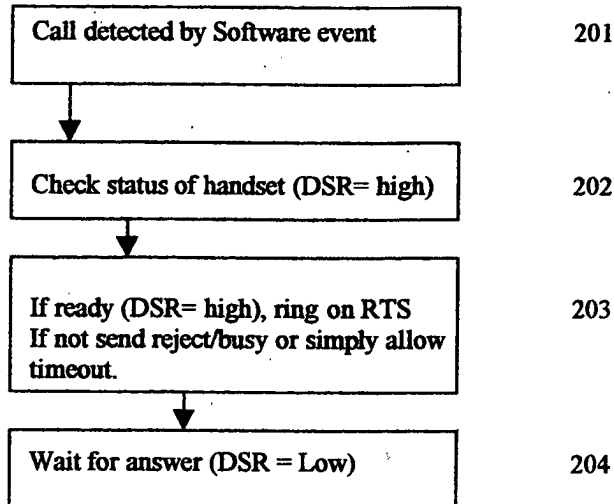 Call detected by Software event 201
Check status of handset (DSR= high) 202
If ready (DSR= high), ring on RTS 203
If not send reject/busy or simply allow
timeout.
Wait for answer (DSR = Low) 204